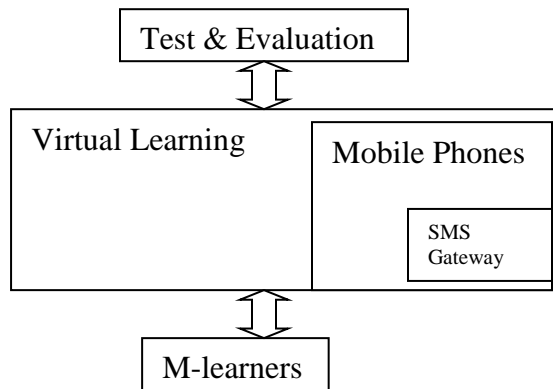 Test & Evaluation
Virtual Learning
Mobile Phones
SMS
Gateway
M-learners